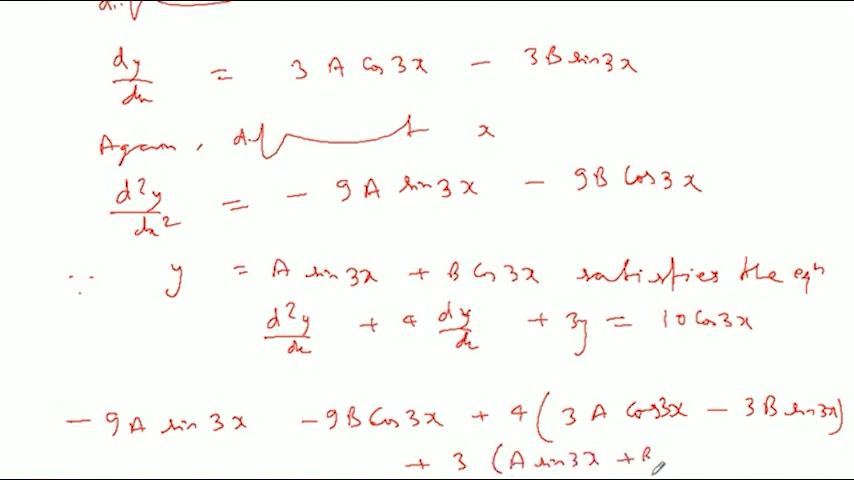 dy/dx = 3 A Cos 3x - 3B sin 3x
Again, x
d²y/dx² = - 9A sin 3x - 9B Cos 3x
∵ y = A sin 3x + B Cos 3x satisfies the eqⁿ
d²y/dx + 4 dy/dx + 3y = 10 Cos 3x
- 9A sin 3x - 9B Cos 3x + 4 ( 3 A Cos3x - 3B sin 3x)
+ 3 (A sin 3x + B